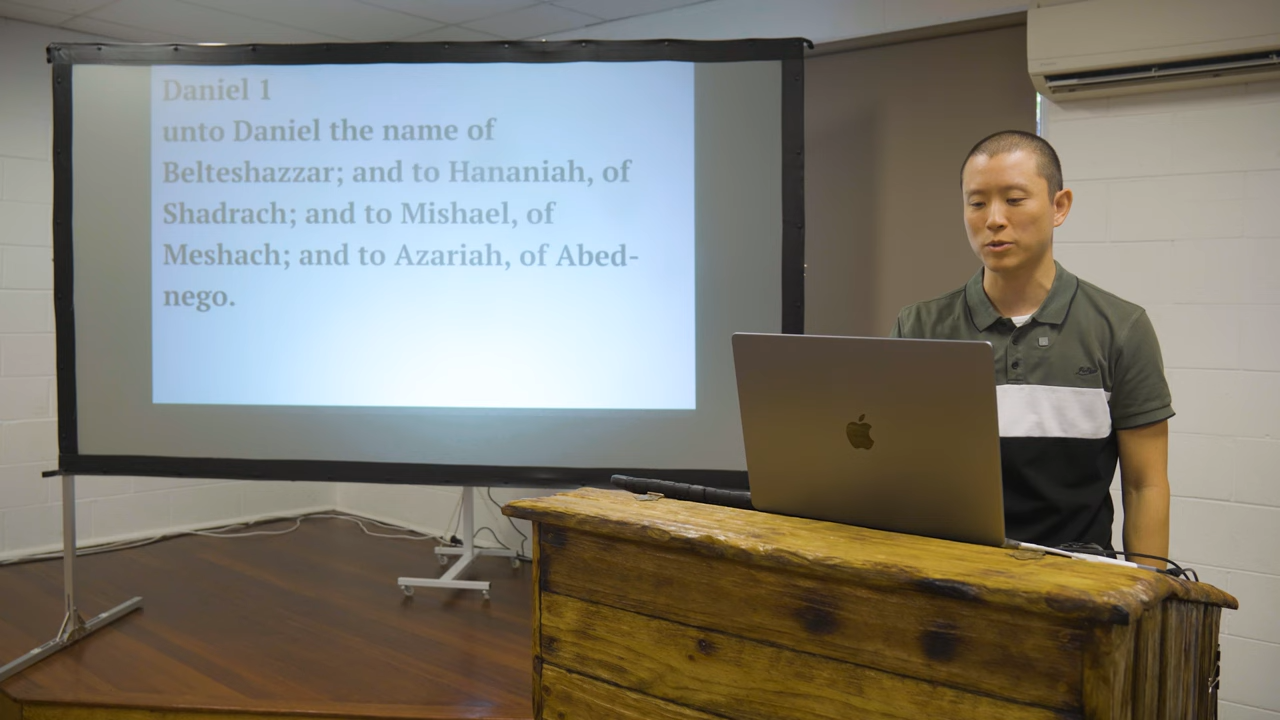 Daniel 1
unto Daniel the name of
Belteshazzar; and to Hananiah, of
Shadrach; and to Mishael, of
Meshach; and to Azariah, of Abed-
nego.